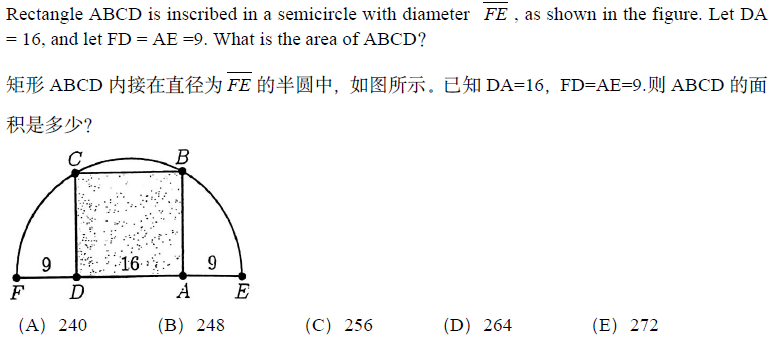 Rectangle ABCD is inscribed in a semicircle with diameter FE , as shown in the figure. Let DA
= 16, and let FD = AE =9. What is the area of ABCD?
矩形 ABCD 内接在直径为 FE 的半圆中，如图所示。已知 DA=16，FD=AE=9.则 ABCD 的面
积是多少？
C B
9 16 9
F D A E
(A) 240 (B) 248 (C) 256 (D) 264 (E) 272